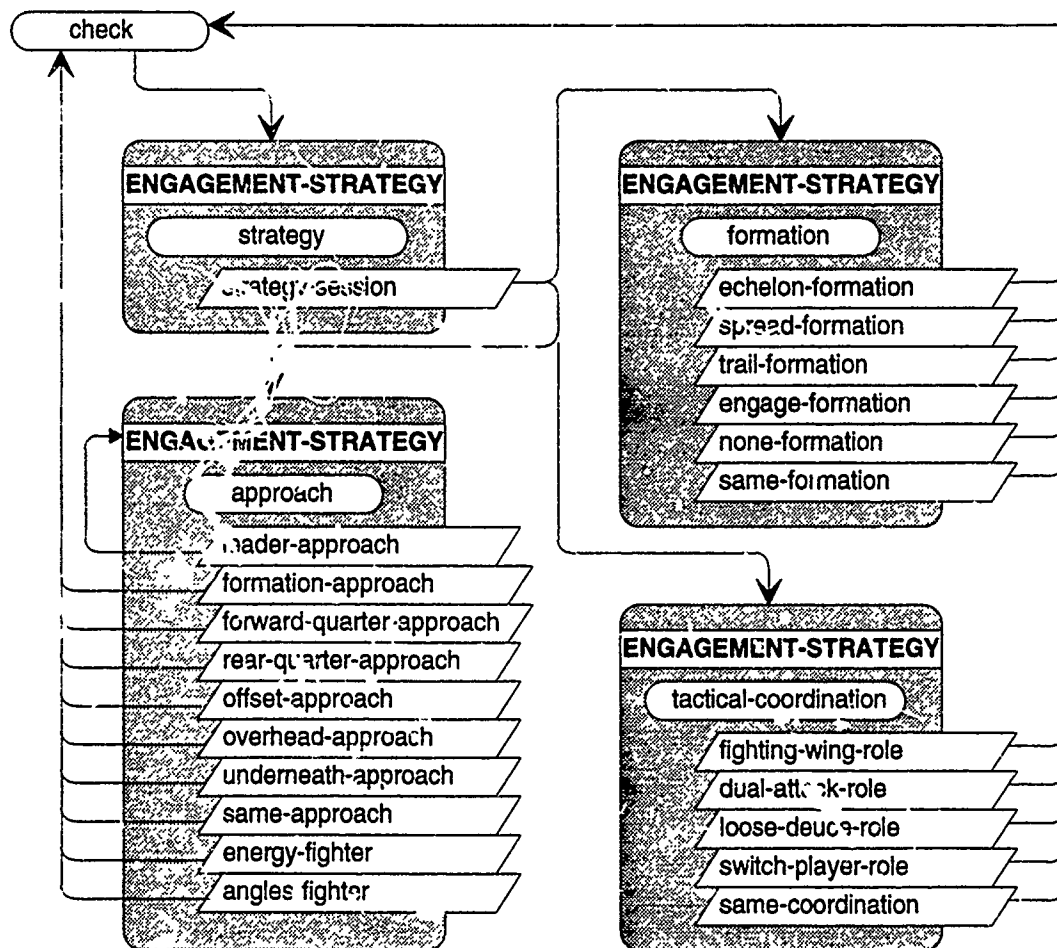 check
ENGAGEMENT-STRATEGY
strategy
strategy-session
ENGAGEMENT-STRATEGY
approach
leader-approach
formation-approach
forward-quarter-approach
rear-quarter-approach
offset-approach
overhead-approach
underneath-approach
same-approach
energy-fighter
angles fighter
ENGAGEMENT-STRATEGY
formation
echelon-formation
spread-formation
trail-formation
engage-formation
none-formation
same-formation
ENGAGEMENT-STRATEGY
tactical-coordination
fighting-wing-role
dual-attack-role
loose-deuce-role
switch-player-role
same-coordination